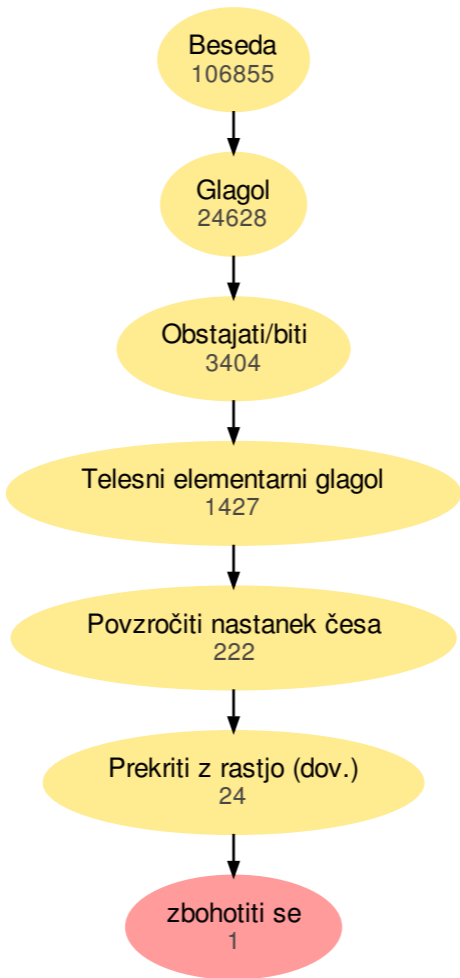 Beseda
106855
Glagol
24628
Obstajati/biti
3404
Telesni elementarni glagol
1427
Povzročiti nastanek česa
222
Prekriti z rastjo (dov.)
24
zbohotiti se
1